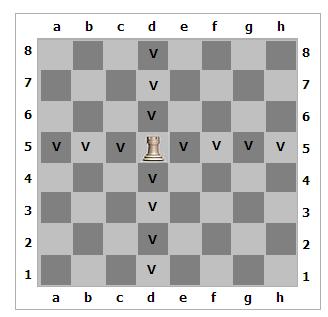 a b c d e f g h
8 V 8
7 V 7
6 V 6
5 V V V V V V V 5
4 V 4
3 V 3
2 V 2
1 V 1
a b c d e f g h